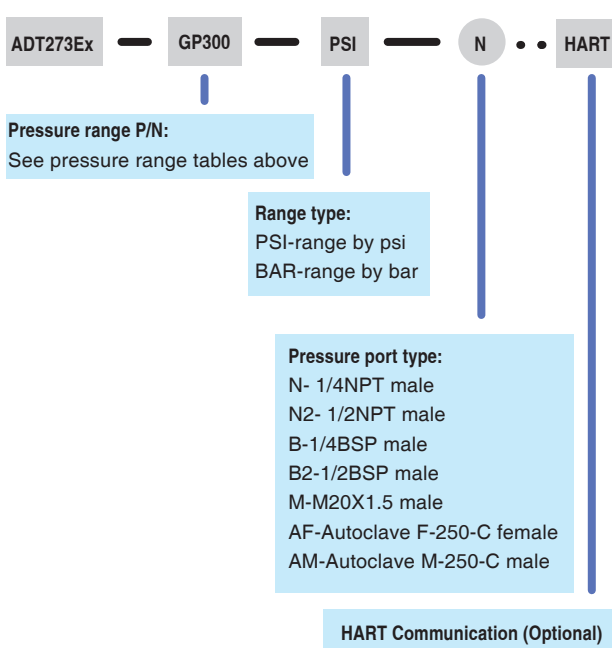 ADT273Ex GP300 PSI N HART
Pressure range P/N:
See pressure range tables above
Range type:
PSI-range by psi
BAR-range by bar
Pressure port type:
N- 1/4NPT male
N2- 1/2NPT male
B-1/4BSP male
B2-1/2BSP male
M-M20X1.5 male
AF-Autoclave F-250-C female
AM-Autoclave M-250-C male
HART Communication (Optional)